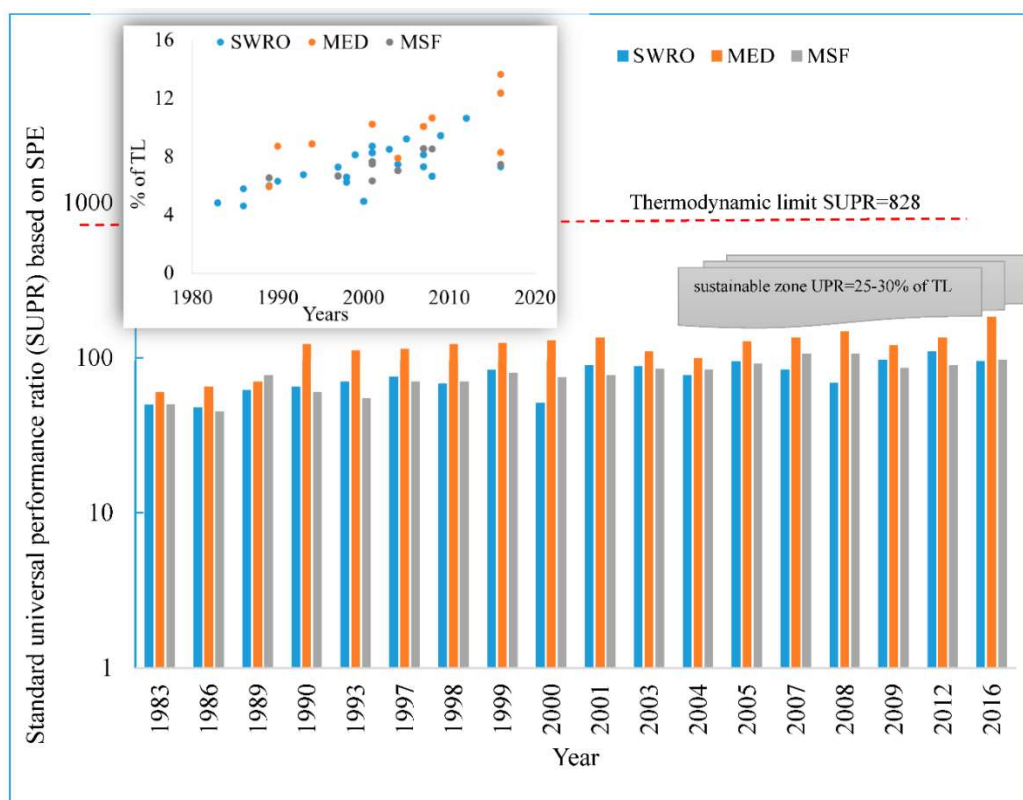 SWRO MED MSF
16
12
8
4
0
% of TL
1980 1990 2000 2010 2020
Years
SWRO MED MSF
Standard universal performance ratio (SUPR) based on SPE
1000
100
10
1
Thermodynamic limit SUPR=828
sustainable zone UPR=25-30% of TL
1983 1986 1989 1990 1993 1997 1998 1999 2000 2001 2003 2004 2005 2007 2008 2009 2012 2016
Year